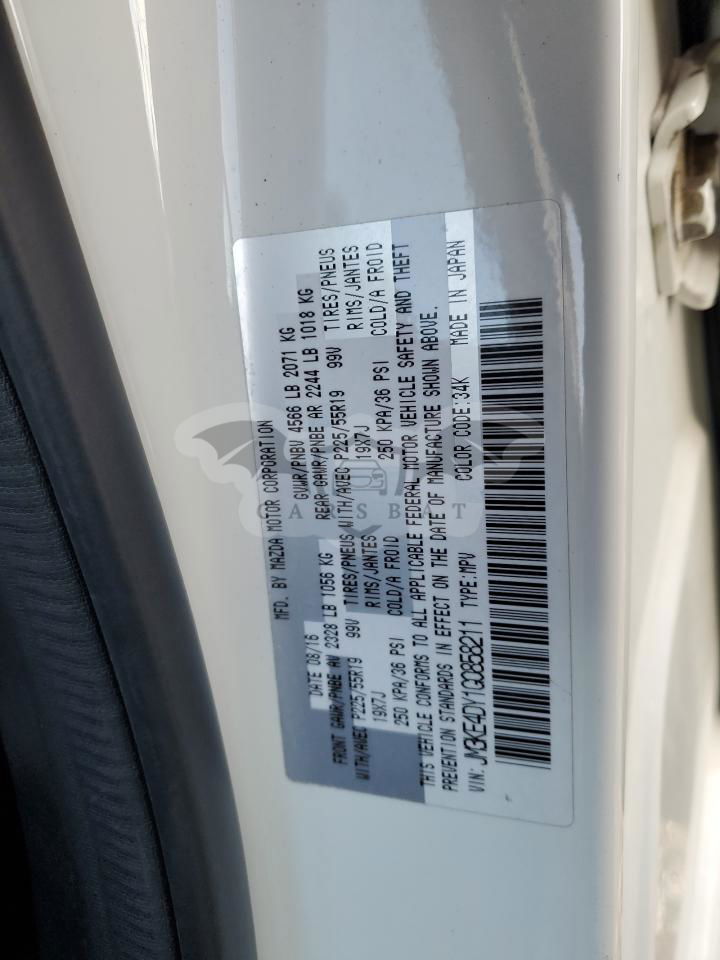 MFD. BY MAZDA MOTOR CORPORATION
DATE 08/16 GVWR/PNBV 4566 LB 2071 KG
FRONT GAWR/PNBE AV 2328 LB 1056 KG REAR GAWR/PNBE AR 2244 LB 1018 KG
WITH/AVEC P225/55R19 99V TIRES/PNEUS WITH/AVEC P225/55R19 99V TIRES/PNEUS
19X7J RIMS/JANTES 19X7J RIMS/JANTES
250 KPA/36 PSI COLD/A FROID 250 KPA/36 PSI COLD/A FROID
THIS VEHICLE CONFORMS TO ALL APPLICABLE FEDERAL MOTOR VEHICLE SAFETY AND THEFT
PREVENTION STANDARDS IN EFFECT ON THE DATE OF MANUFACTURE SHOWN ABOVE.
VIN: JM3KE4DY1G0858211 TYPE:MPV COLOR CODE:34K MADE IN JAPAN
CARSBAT